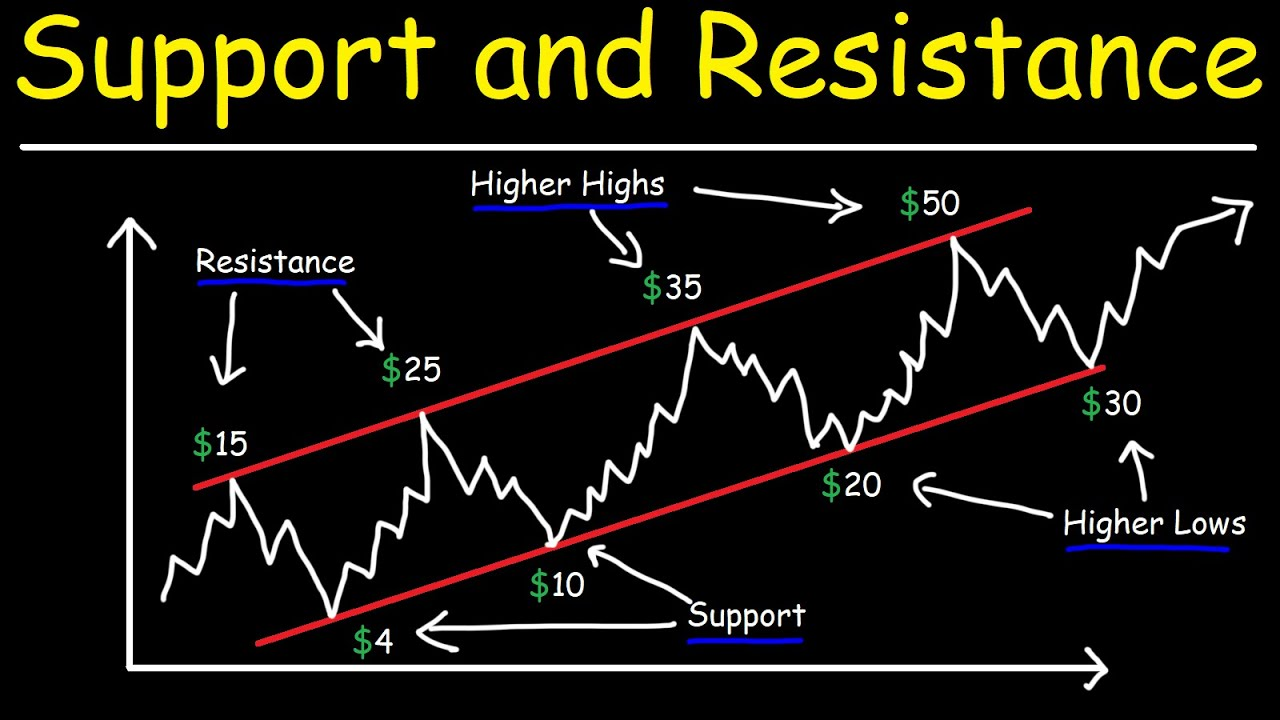 Support and Resistance
Higher Highs
$50
Resistance
$35
$25
$15
$30
$20
Higher Lows
$10
Support
$4